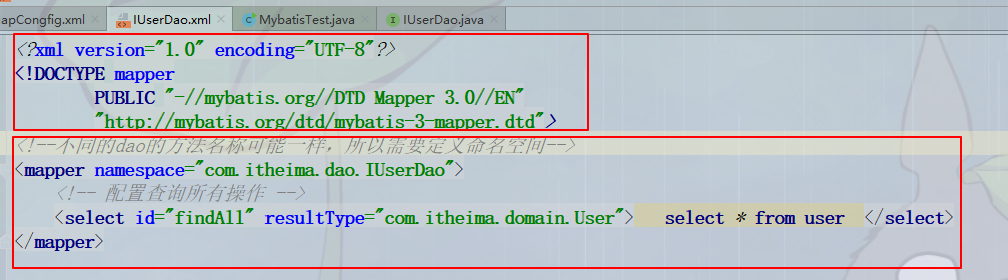 apCongfig.xml IUserDao.xml MybatisTest.java IUserDao.java
<?xml version="1.0" encoding="UTF-8"?>
<!DOCTYPE mapper
PUBLIC "-//mybatis.org//DTD Mapper 3.0//EN"
"http://mybatis.org/dtd/mybatis-3-mapper.dtd">
<!--不同的dao的方法名称可能一样，所以需要定义命名空间-->
<mapper namespace="com.itheima.dao.IUserDao">
<!-- 配置查询所有操作 -->
<select id="findAll" resultType="com.itheima.domain.User"> select * from user </select>
</mapper>